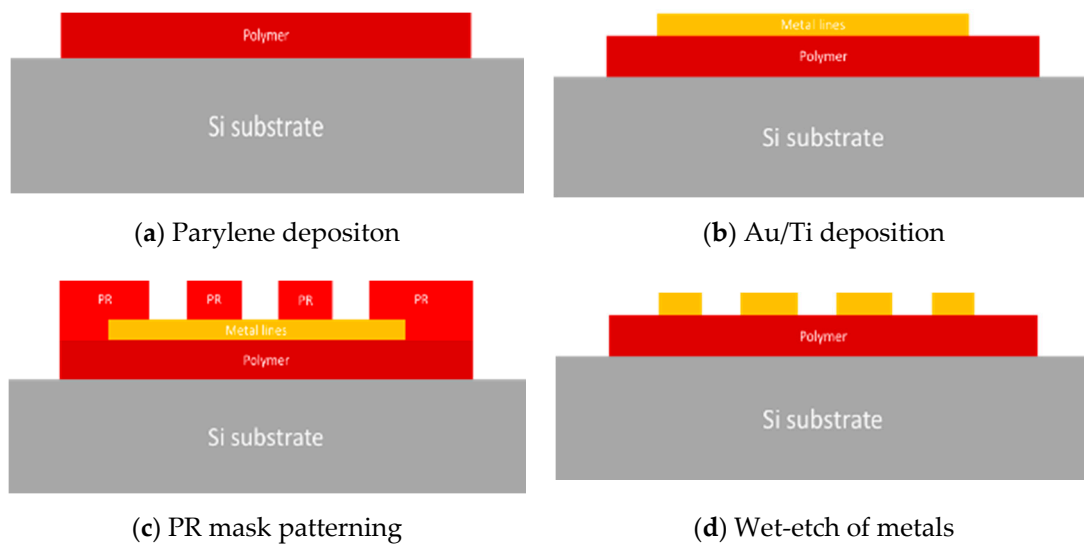 Polymer
Si substrate
(a) Parylene depositon
Metal lines
Polymer
Si substrate
(b) Au/Ti deposition
PR PR PR PR
Metal lines
Polymer
Si substrate
(c) PR mask patterning
Polymer
Si substrate
(d) Wet-etch of metals